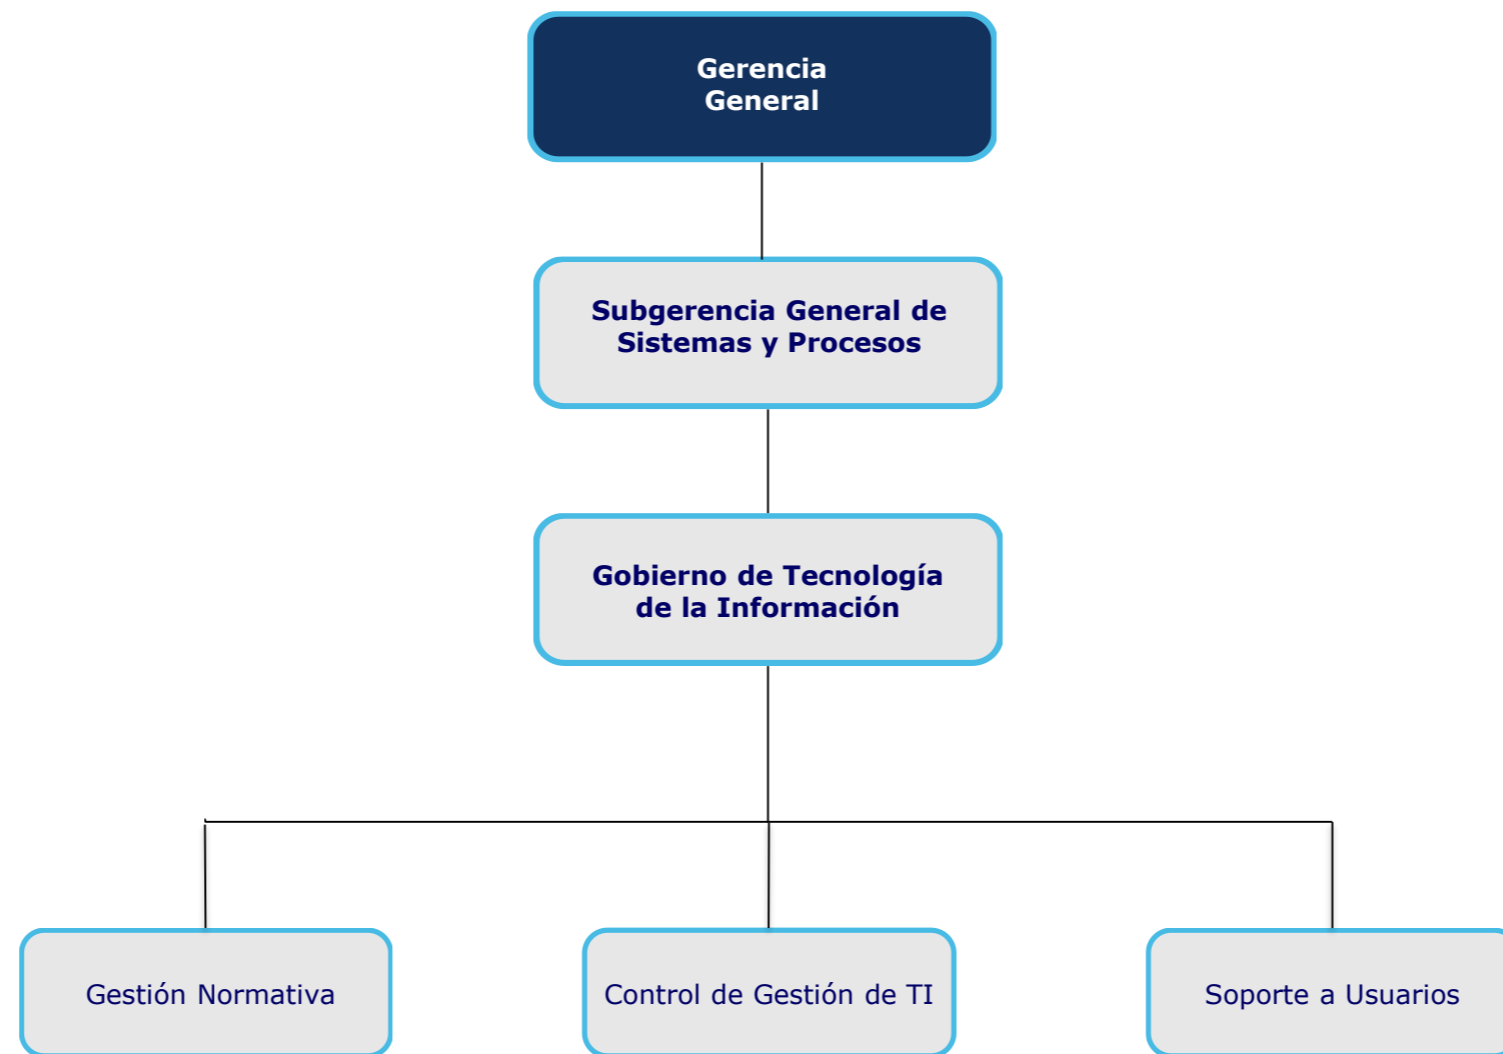 Gerencia
General
Subgerencia General de
Sistemas y Procesos
Gobierno de Tecnología
de la Información
Gestión Normativa
Control de Gestión de TI
Soporte a Usuarios